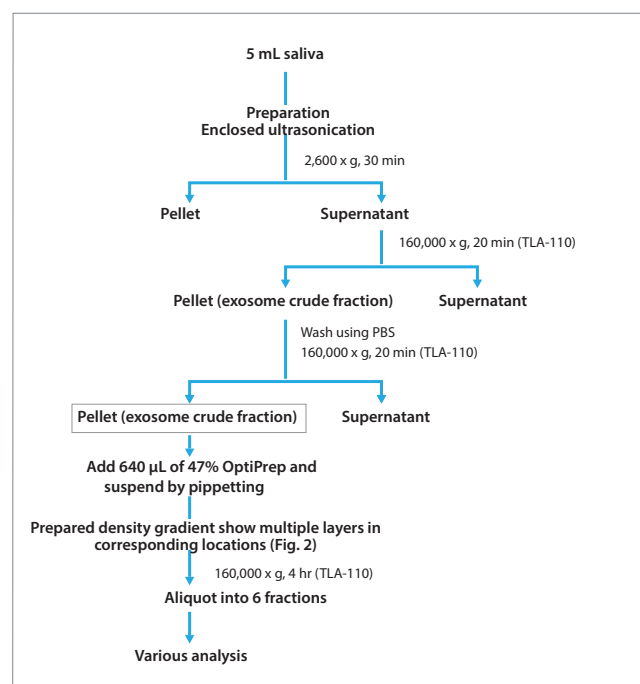 5 mL saliva
Preparation
Enclosed ultrasonication
2,600 x g, 30 min
Pellet
Supernatant
160,000 x g, 20 min (TLA-110)
Pellet (exosome crude fraction)
Supernatant
Wash using PBS
160,000 x g, 20 min (TLA-110)
Pellet (exosome crude fraction)
Supernatant
Add 640 µL of 47% OptiPrep and
suspend by pippetting
Prepared density gradient show multiple layers in
corresponding locations (Fig. 2)
160,000 x g, 4 hr (TLA-110)
Aliquot into 6 fractions
Various analysis